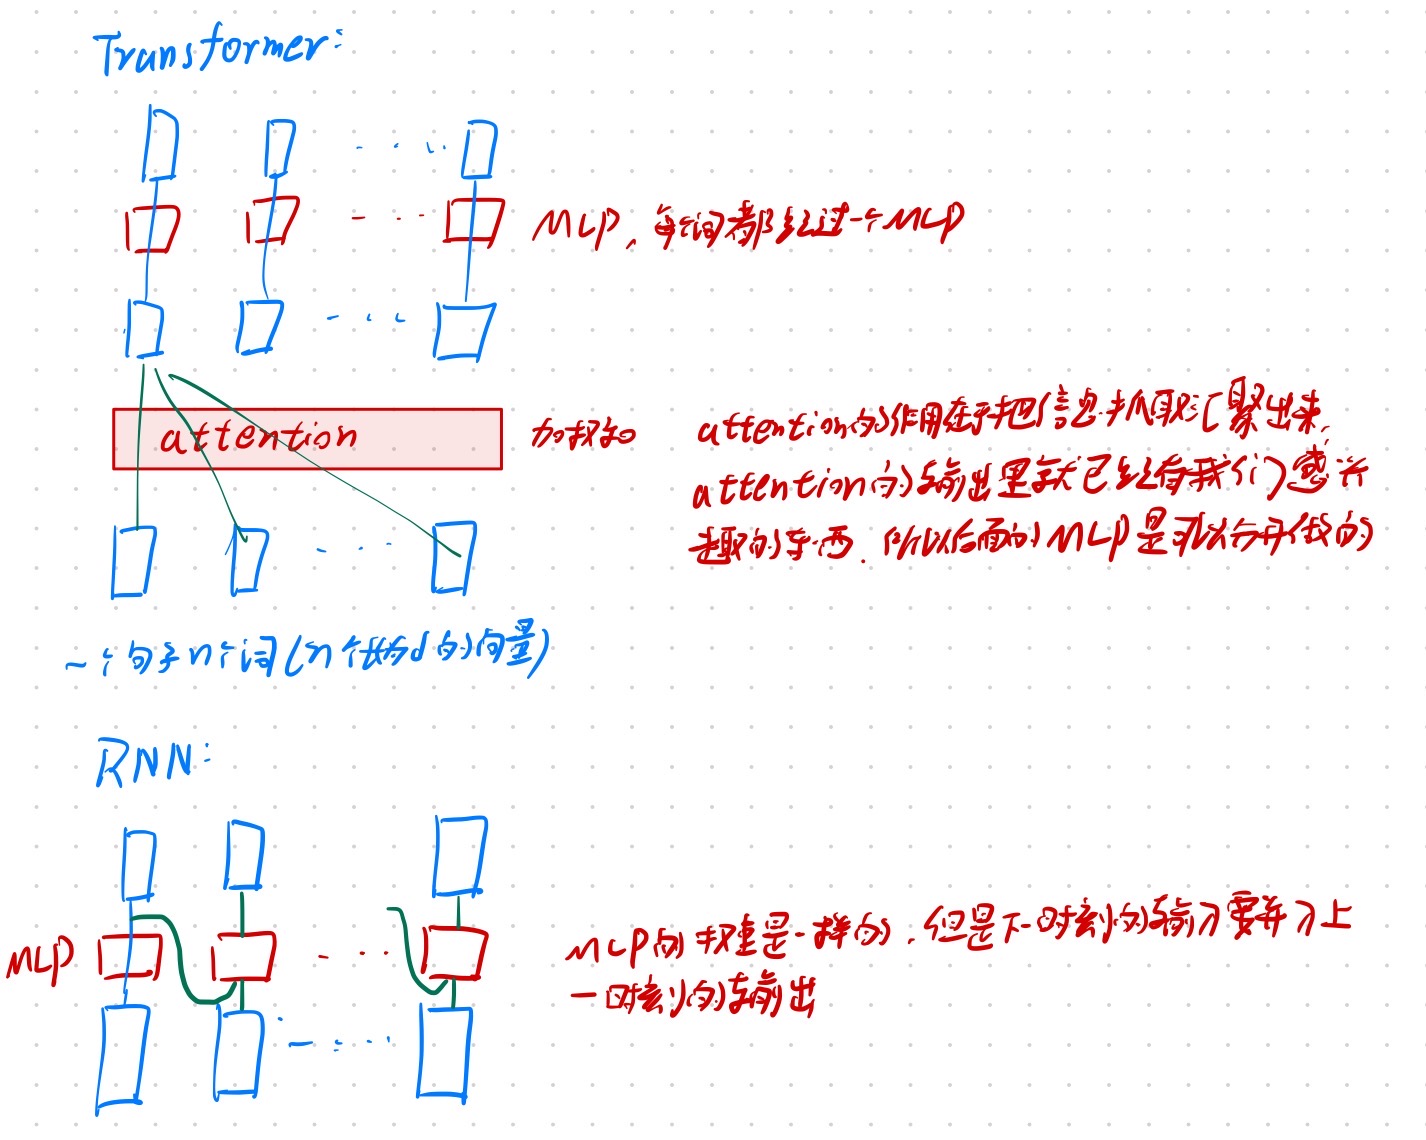 Transformer:
MLP, 每个词都经过一个MLP
attention
加权和
attention的作用在于把信息抓取汇聚出来,
attention的输出里就已经有我们感兴
趣的东西. 所以后面的MLP是可以分开做的
一个句子n个词(n个长为d的向量)
RNN:
MLP
MLP的权重是一样的, 但是下一时刻的输入要并入上
一时刻的输出